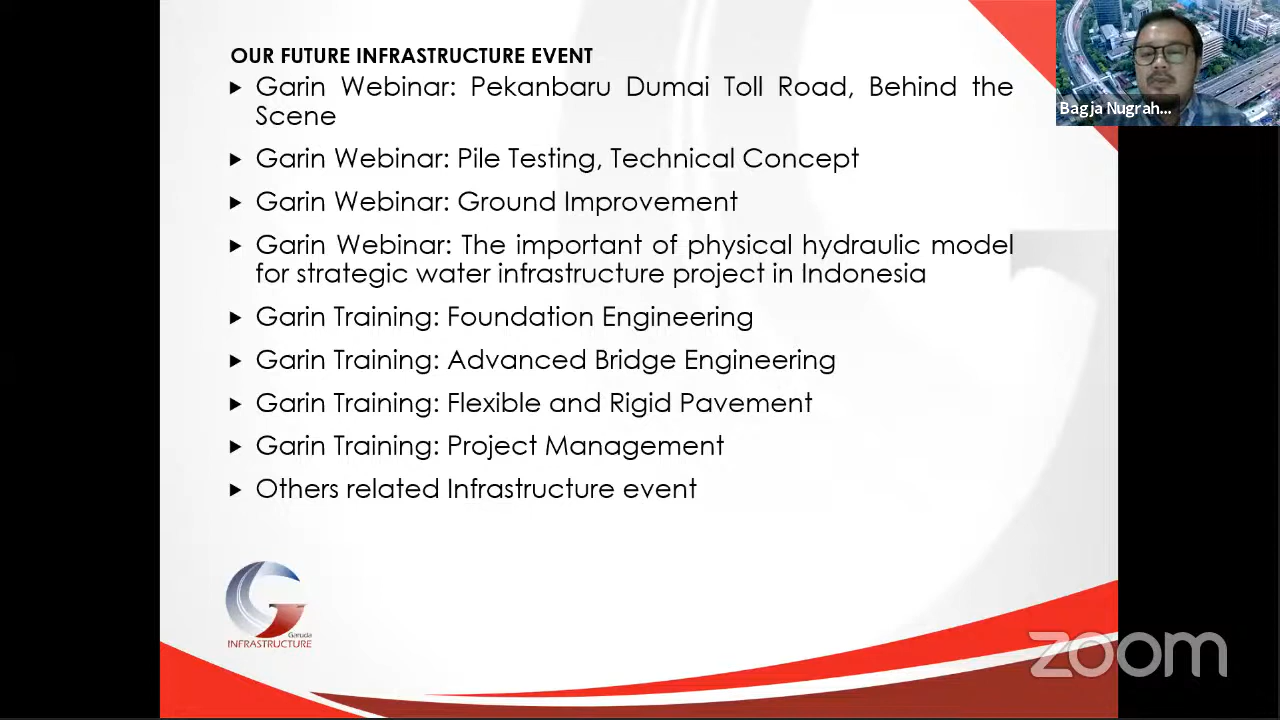 OUR FUTURE INFRASTRUCTURE EVENT
Garin Webinar: Pekanbaru Dumai Toll Road, Behind the
Scene
Garin Webinar: Pile Testing, Technical Concept
Garin Webinar: Ground Improvement
Garin Webinar: The important of physical hydraulic model
for strategic water infrastructure project in Indonesia
Garin Training: Foundation Engineering
Garin Training: Advanced Bridge Engineering
Garin Training: Flexible and Rigid Pavement
Garin Training: Project Management
Others related Infrastructure event
Bagja Nugrah...
Garuda
INFRASTRUCTURE
zoom